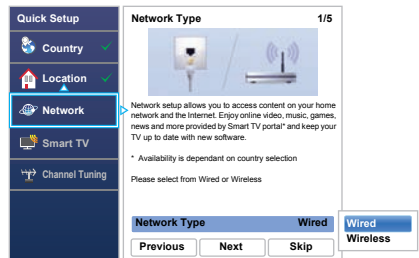 Quick Setup
Country
Location
Network
Smart TV
Channel Tuning
Network Type 1/5
Network setup allows you to access content on your home
network and the Internet. Enjoy online video, music, games,
news and more provided by Smart TV portal* and keep your
TV up to date with new software.
* Availability is dependant on country selection
Please select from Wired or Wireless
Network Type Wired
Wired
Wireless
Previous Next Skip